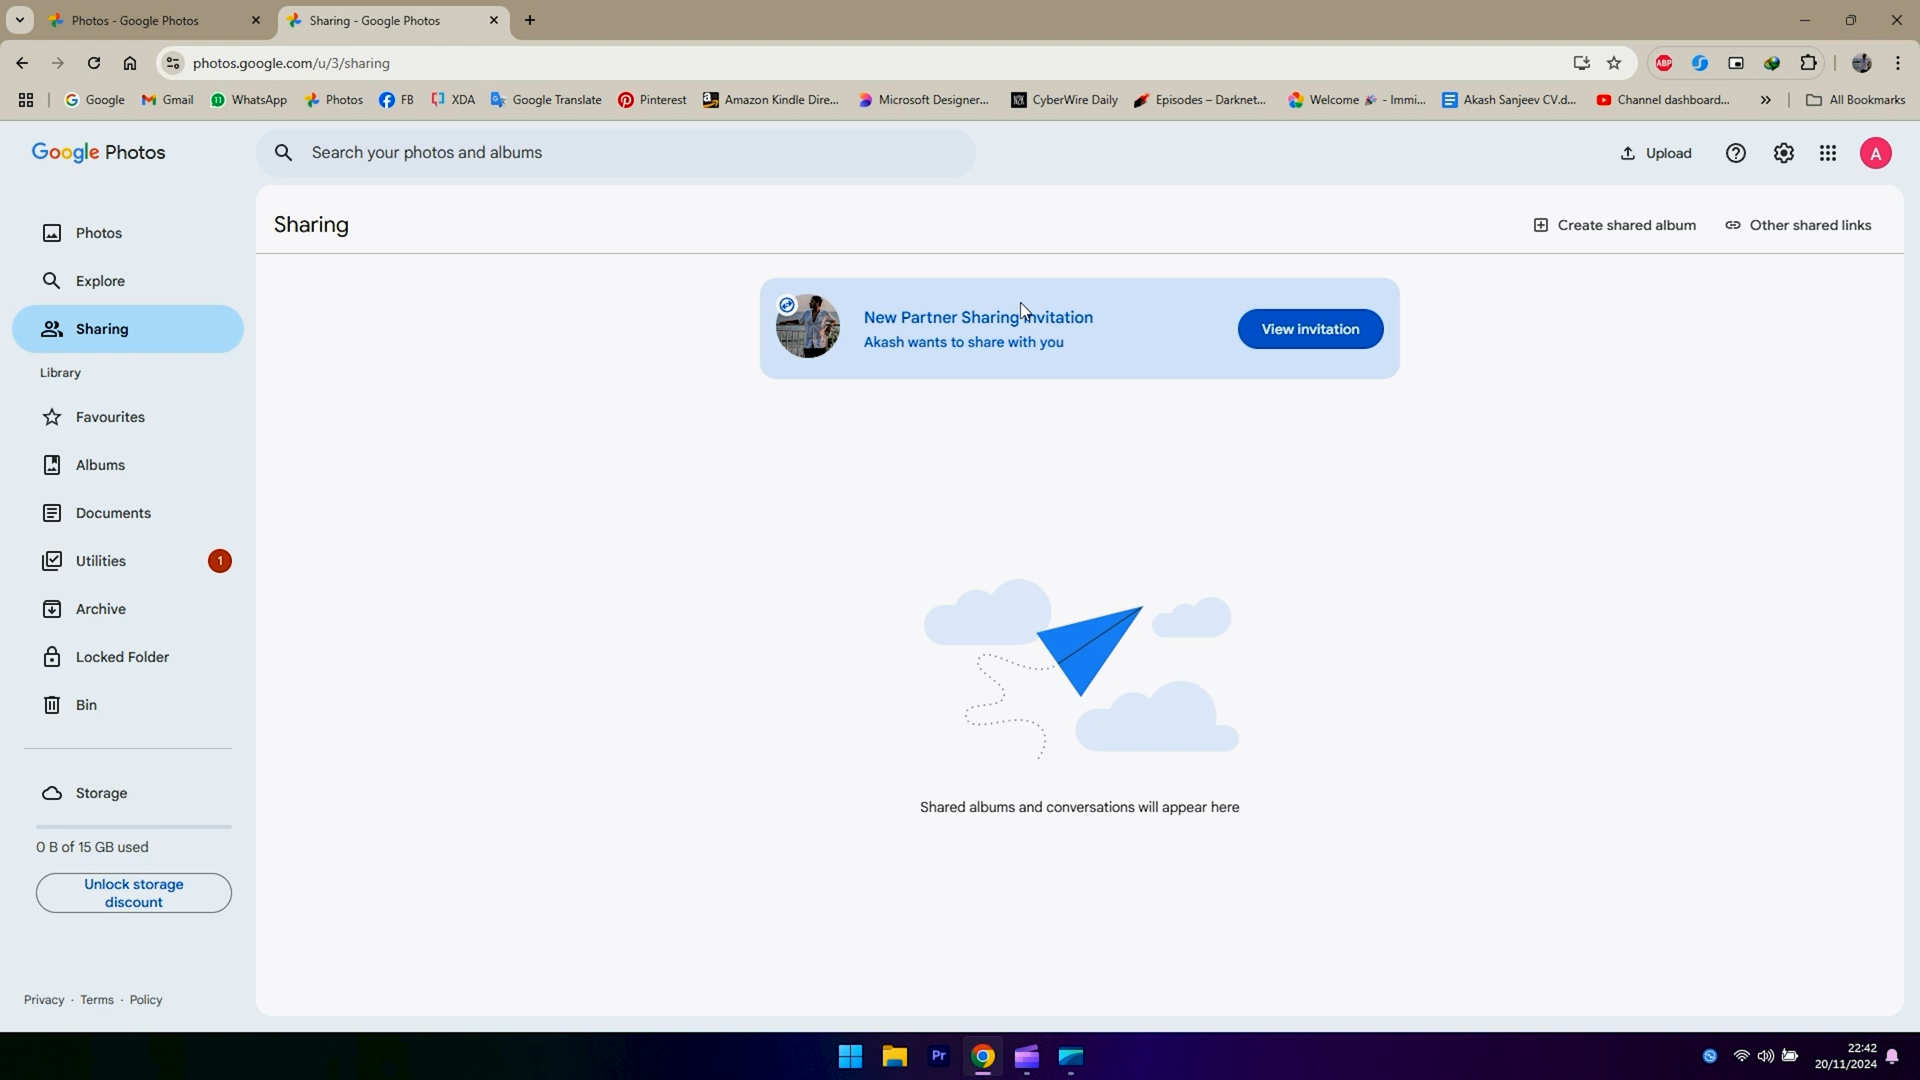 Photos - Google Photos
Sharing - Google Photos
photos.google.com/u/3/sharing
Google
Gmail
WhatsApp
Photos
FB
XDA
Google Translate
Pinterest
Amazon Kindle Dire...
Microsoft Designer...
CyberWire Daily
Episodes – Darknet...
Welcome 🎉 - Immi...
Akash Sanjeev CV.d...
Channel dashboard...
All Bookmarks
ABP
Google Photos
Search your photos and albums
Upload
A
Photos
Explore
Sharing
Library
Favourites
Albums
Documents
Utilities
1
Archive
Locked Folder
Bin
Storage
0 B of 15 GB used
Unlock storage
discount
Privacy · Terms · Policy
Sharing
Create shared album
Other shared links
New Partner Sharing Invitation
Akash wants to share with you
View invitation
Shared albums and conversations will appear here
Pr
22:42
20/11/2024